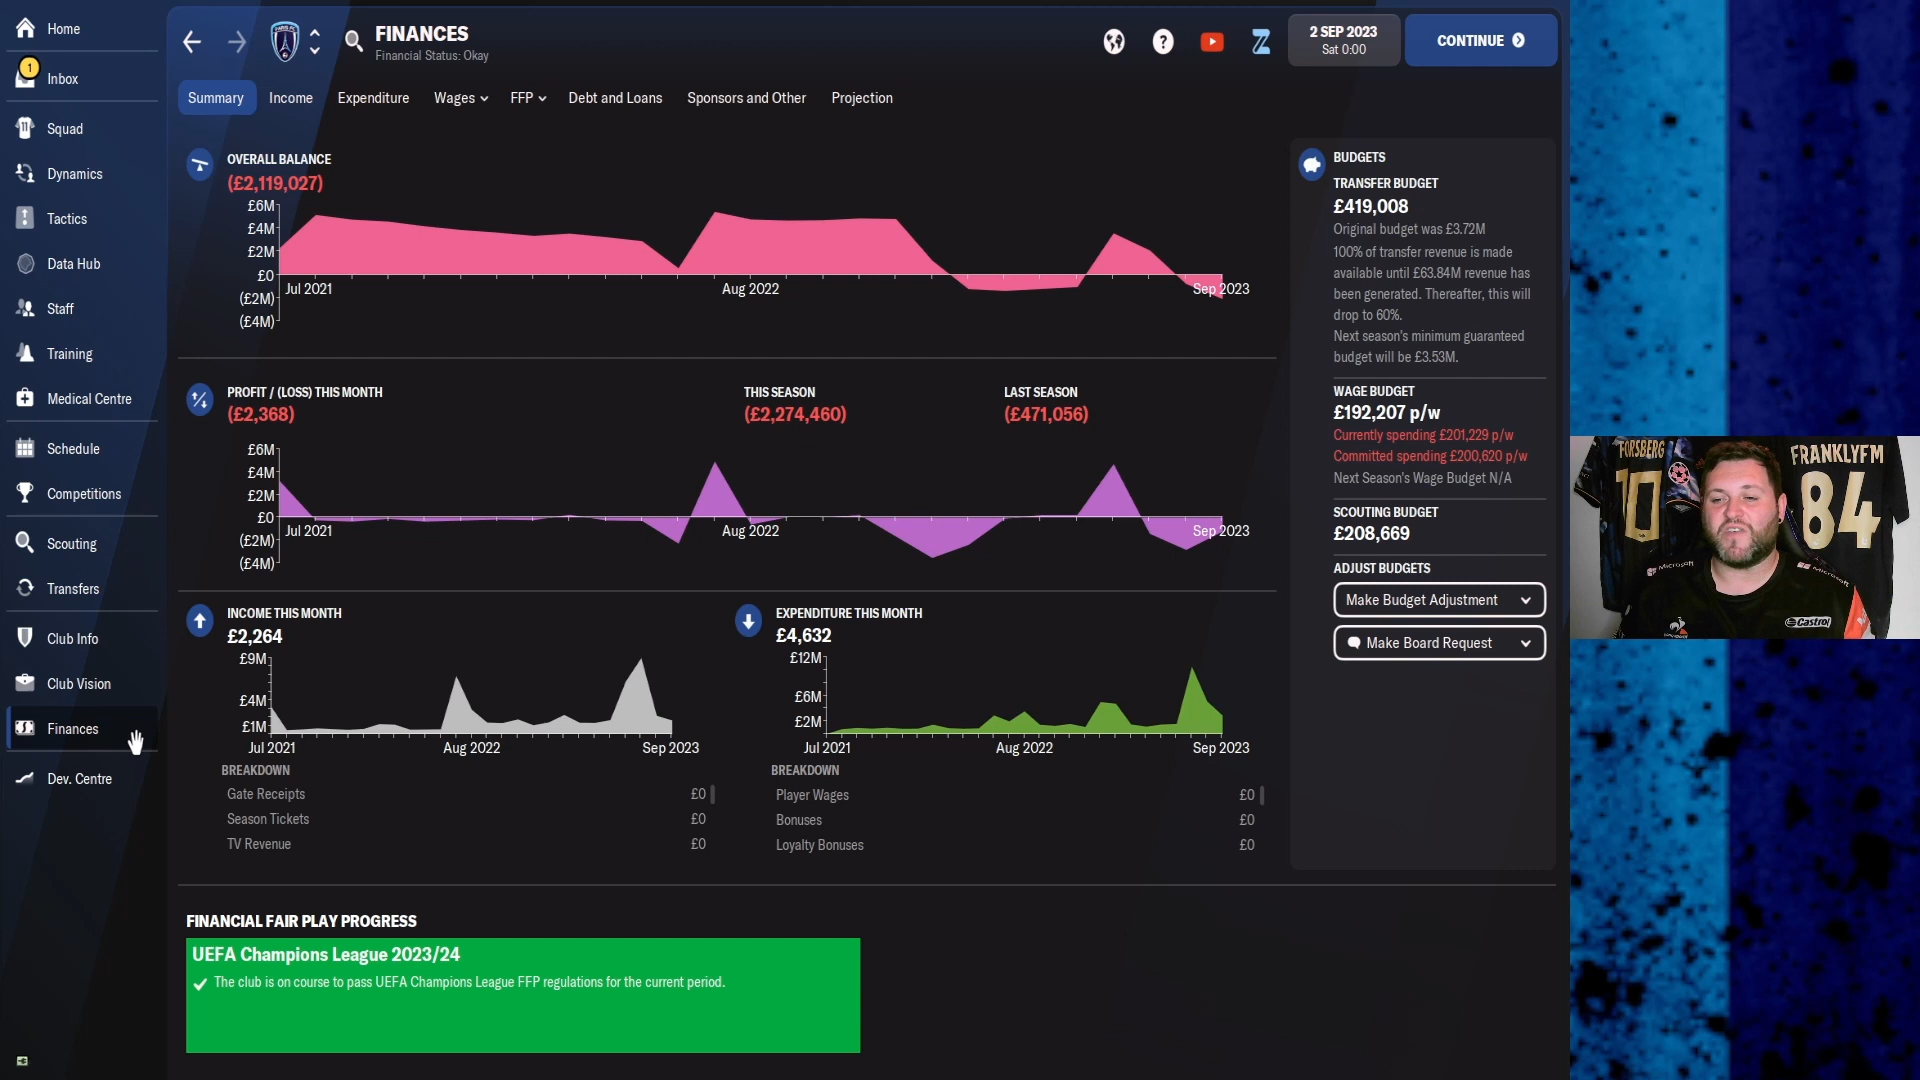 Home
Inbox
1
Squad
Dynamics
Tactics
Data Hub
Staff
Training
Medical Centre
Schedule
Competitions
Scouting
Transfers
Club Info
Club Vision
Finances
Dev. Centre
FINANCES
Financial Status: Okay
2 SEP 2023
Sat 0:00
CONTINUE
Summary Income Expenditure Wages FFP Debt and Loans Sponsors and Other Projection
OVERALL BALANCE
(£2,119,027)
£6M
£4M
£2M
£0
(£2M)
(£4M)
Jul 2021 Aug 2022 Sep 2023
PROFIT / (LOSS) THIS MONTH
(£2,368)
THIS SEASON
(£2,274,460)
LAST SEASON
(£471,056)
£6M
£4M
£2M
£0
(£2M)
(£4M)
Jul 2021 Aug 2022 Sep 2023
INCOME THIS MONTH
£2,264
£9M
£4M
£1M
Jul 2021 Aug 2022 Sep 2023
BREAKDOWN
Gate Receipts £0
Season Tickets £0
TV Revenue £0
EXPENDITURE THIS MONTH
£4,632
£12M
£6M
£2M
Jul 2021 Aug 2022 Sep 2023
BREAKDOWN
Player Wages £0
Bonuses £0
Loyalty Bonuses £0
FINANCIAL FAIR PLAY PROGRESS
UEFA Champions League 2023/24
The club is on course to pass UEFA Champions League FFP regulations for the current period.
BUDGETS
TRANSFER BUDGET
£419,008
Original budget was £3.72M
100% of transfer revenue is made
available until £63.84M revenue has
been generated. Thereafter, this will
drop to 60%.
Next season's minimum guaranteed
budget will be £3.53M.
WAGE BUDGET
£192,207 p/w
Currently spending £201,229 p/w
Committed spending £200,620 p/w
Next Season's Wage Budget N/A
SCOUTING BUDGET
£208,669
ADJUST BUDGETS
Make Budget Adjustment
Make Board Request
FORSBERG
10
FRANKLYFM
84
Microsoft
Microsoft
Castrol